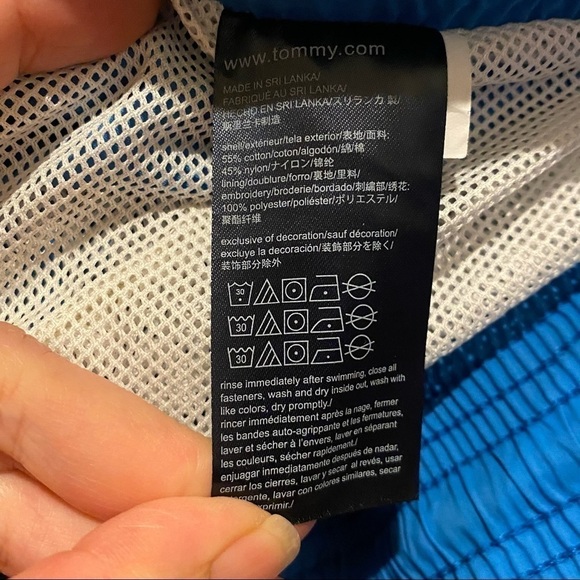 www.tommy.com
MADE IN SRI LANKA/
FABRIQUÉ AU SRI LANKA/
HECHO EN SRI LANKA/スリランカ 製/
斯里兰卡制造
shell/extérieur/tela exterior/表地/面料:
55% cotton/coton/algodón/綿/棉
45% nylon/ナイロン/锦纶
lining/doublure/forro/裏地/里料/
embroidery/broderie/bordado/刺繍部/绣花:
100% polyester/poliéster/ポリエステル/
聚酯纤维
exclusive of decoration/sauf décoration/
excluye la decoración/装飾部分を除く/
装饰部分除外
30
30
30
rinse immediately after swimming, close all
fasteners, wash and dry inside out, wash with
like colors, dry promptly./
rincer immédiatement après la nage, fermer
les bandes auto-agrippante et les fermetures,
laver et sécher à l'envers, laver en séparant
les couleurs, sécher rapidement./
enjuagar immediatamente después de nadar,
cerrar los cierres, lavar y secar al revés, usar
detergente, lavar con colores similares, secar